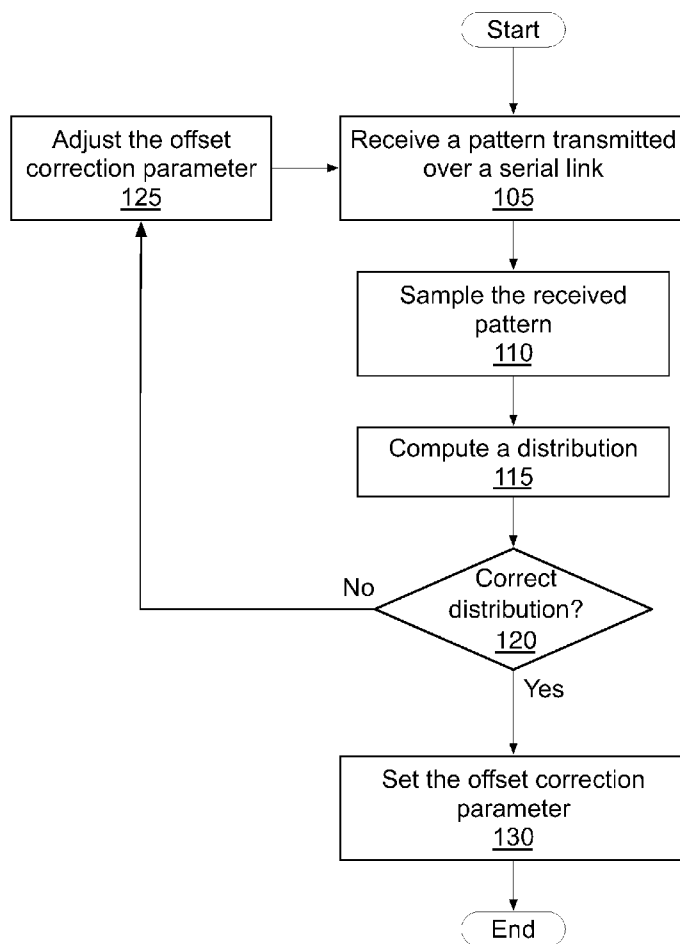 Start
Adjust the offset
correction parameter
125
Receive a pattern transmitted
over a serial link
105
Sample the received
pattern
110
Compute a distribution
115
No
Correct
distribution?
120
Yes
Set the offset correction
parameter
130
End